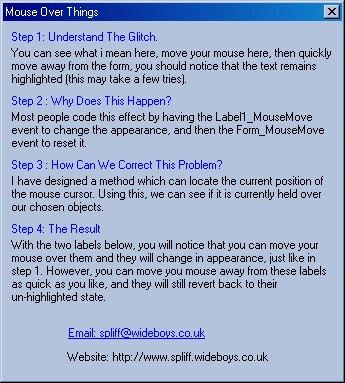 Mouse Over Things
Step 1: Understand The Glitch.
You can see what i mean here, move your mouse here, then quickly
move away from the form, you should notice that the text remains
highlighted (this may take a few tries).
Step 2 : Why Does This Happen?
Most people code this effect by having the Label1_MouseMove
event to change the appearance, and then the Form_MouseMove
event to reset it.
Step 3 : How Can We Correct This Problem?
I have designed a method which can locate the current position of
the mouse cursor. Using this, we can see if it is currently held over
our chosen objects.
Step 4: The Result
With the two labels below, you will notice that you can move your
mouse over them and they will change in appearance, just like in
step 1. However, you can move you mouse away from these labels
as quick as you like, and they will still revert back to their
un-highlighted state.
Email: spliff@wideboys.co.uk
Website: http://www.spliff.wideboys.co.uk